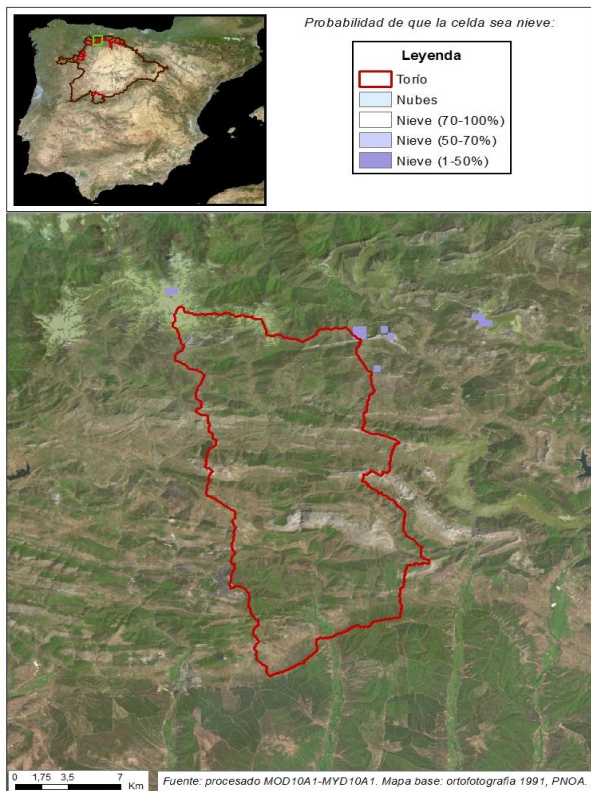 Probabilidad de que la celda sea nieve:
Leyenda
Torío
Nubes
Nieve (70-100%)
Nieve (50-70%)
Nieve (1-50%)
0 1,75 3,5 7
Km
Fuente: procesado MOD10A1-MYD10A1. Mapa base: ortofotografía 1991, PNOA.